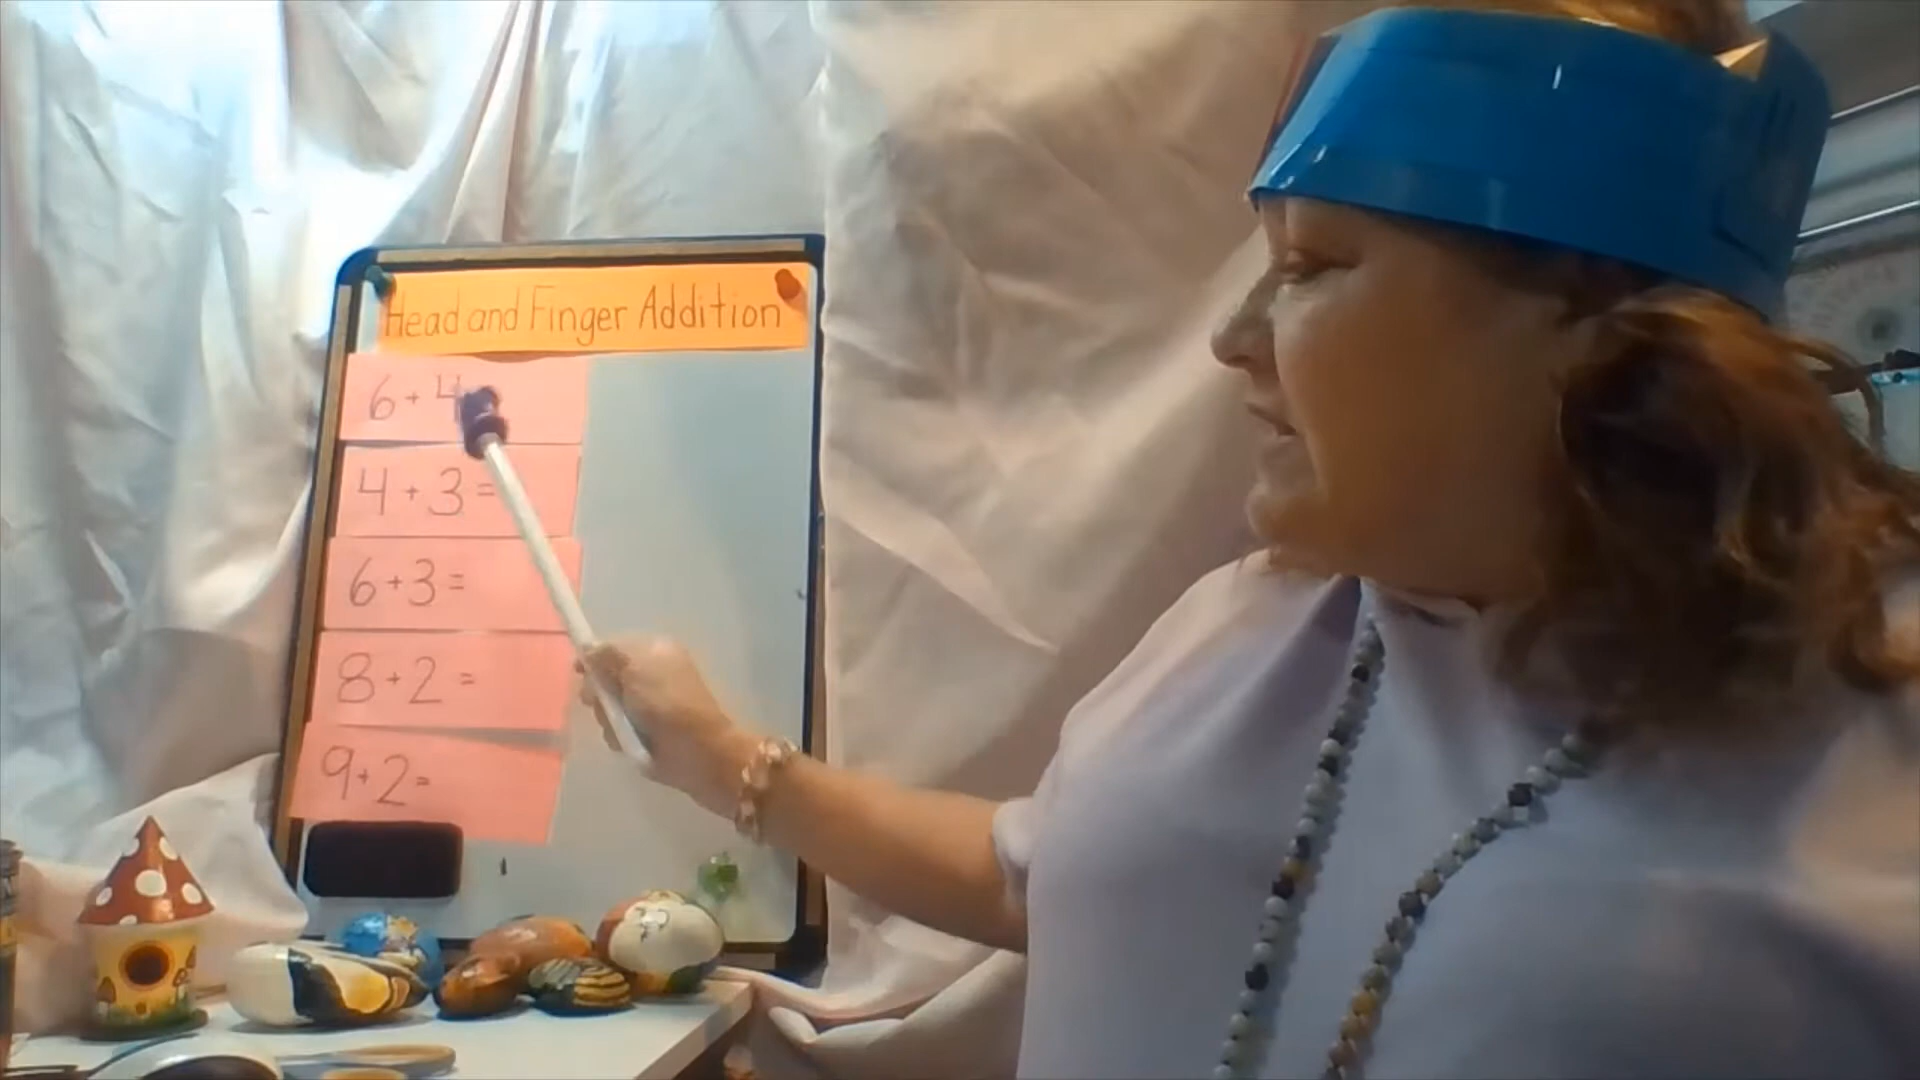 Head and Finger Addition
6 + 4
4 + 3 =
6 + 3 =
8 + 2 =
9 + 2 =